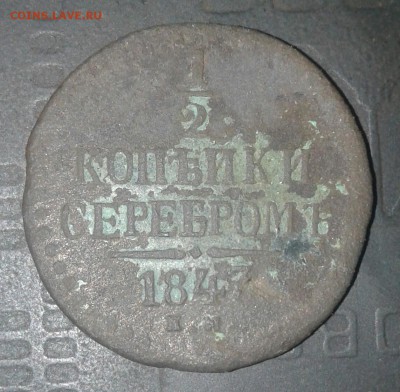 COINS.LAVE.RU
1
2
КОПѢЙКИ
СЕРЕБРОМЪ